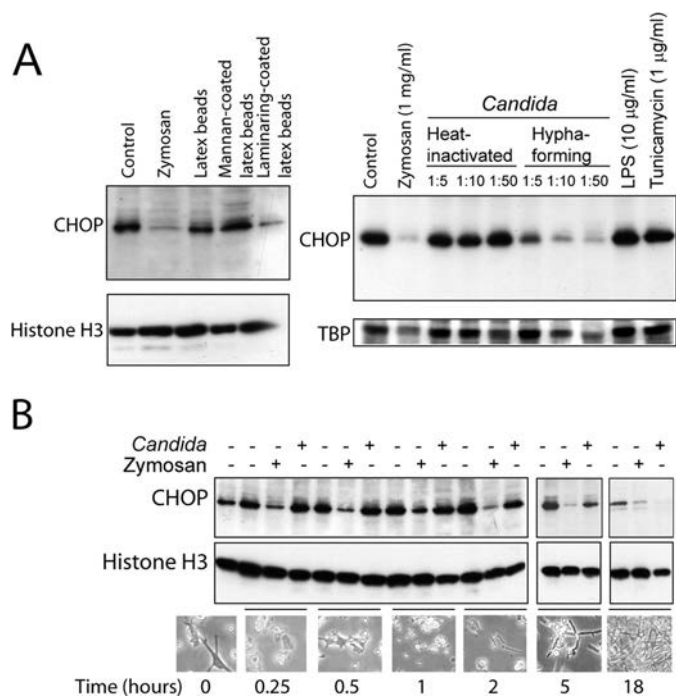 A
Control
Zymosan
Latex beads
Mannan-coated
latex beads
Laminaring-coated
latex beads
CHOP
Histone H3
Control
Zymosan (1 mg/ml)
Candida
Heat-
inactivated
Hypha-
forming
1:5 1:10 1:50 1:5 1:10 1:50
LPS (10 µg/ml)
Tunicamycin (1 µg/ml)
CHOP
TBP
B
Candida - - - + - - + - - + - - + - - + - - +
Zymosan - - + - - + - - + - - + - - + - - + -
CHOP
Histone H3
Time (hours) 0 0.25 0.5 1 2 5 18